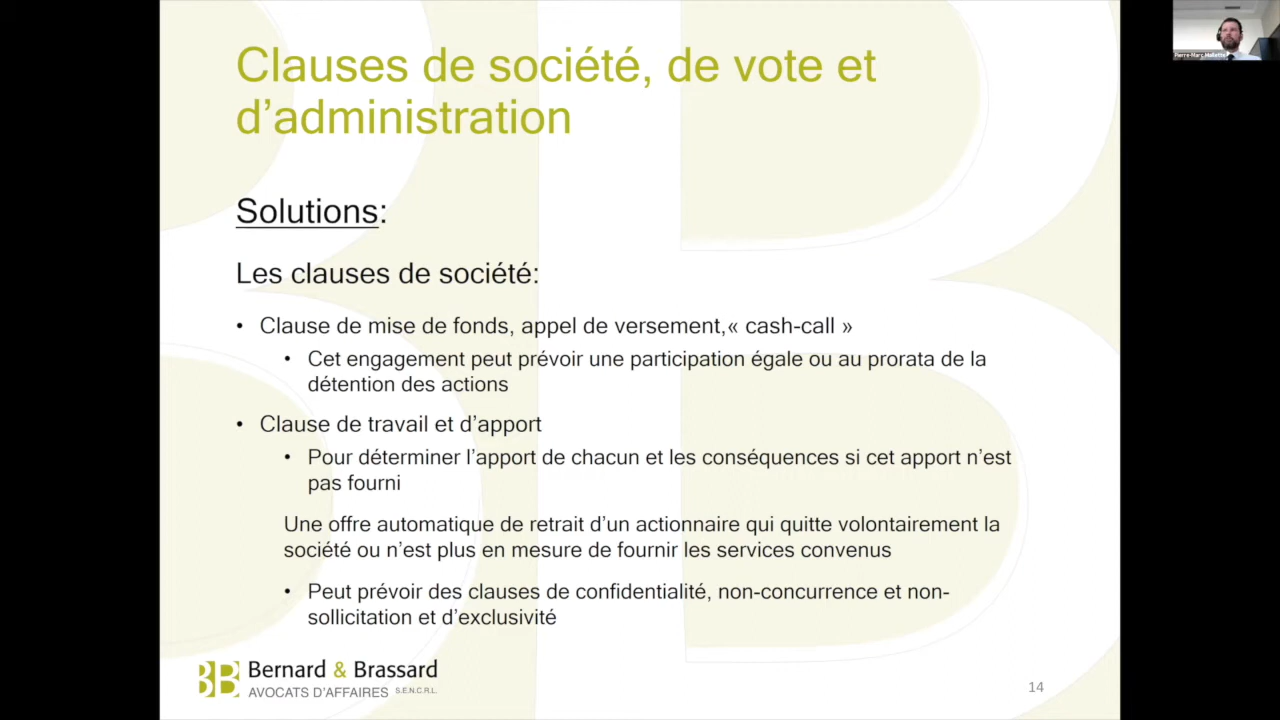 Clauses de société, de vote et
d’administration
Solutions:
Les clauses de société:
• Clause de mise de fonds, appel de versement,« cash-call »
• Cet engagement peut prévoir une participation égale ou au prorata de la
détention des actions
• Clause de travail et d’apport
• Pour déterminer l’apport de chacun et les conséquences si cet apport n’est
pas fourni
Une offre automatique de retrait d’un actionnaire qui quitte volontairement la
société ou n’est plus en mesure de fournir les services convenus
• Peut prévoir des clauses de confidentialité, non-concurrence et non-
sollicitation et d’exclusivité
BB Bernard & Brassard
AVOCATS D’AFFAIRES S.E.N.C.R.L.
14
Pierre-Marc Mallette